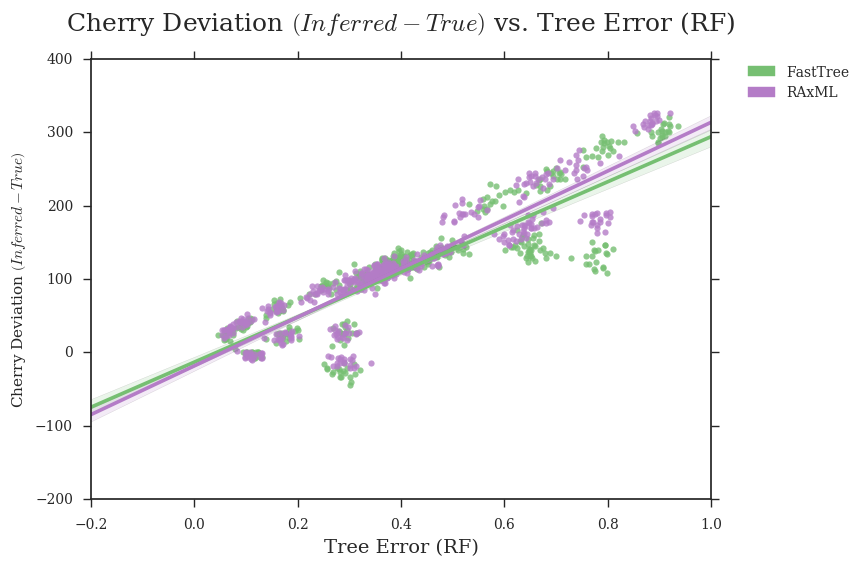 Cherry Deviation (Inferred − True) vs. Tree Error (RF)
400
300
200
100
0
−100
−200
Cherry Deviation (Inferred − True)
−0.2
0.0
0.2
0.4
0.6
0.8
1.0
Tree Error (RF)
FastTree
RAxML